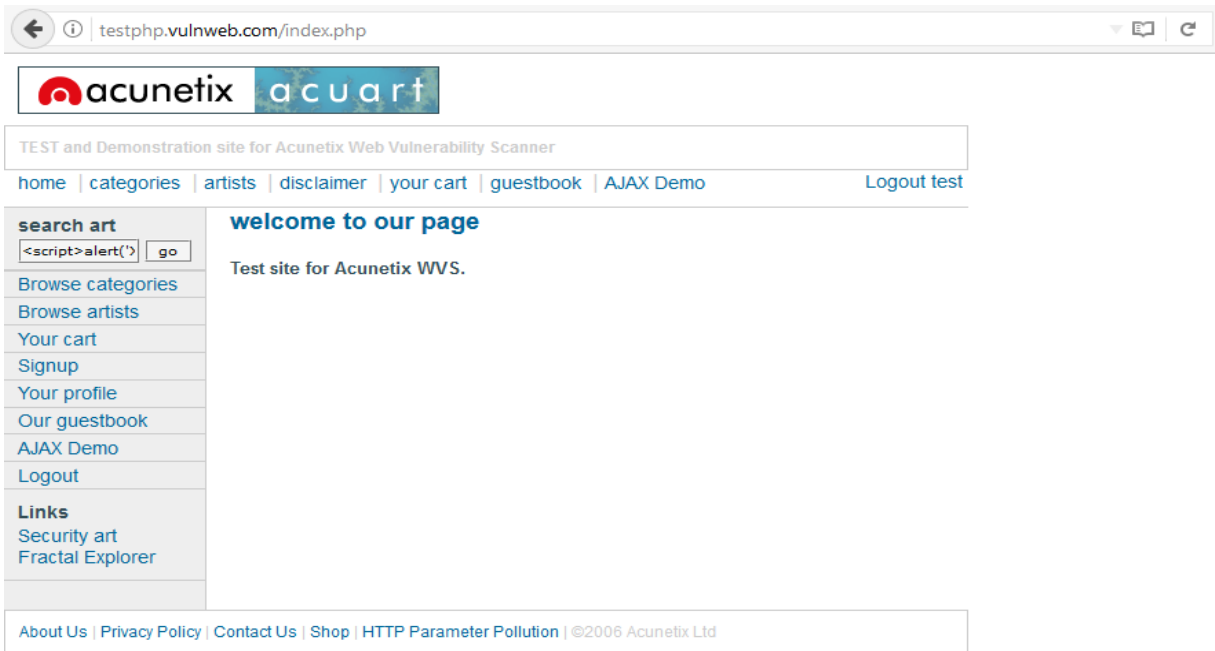 testphp.vulnweb.com/index.php
acunetix acuart
TEST and Demonstration site for Acunetix Web Vulnerability Scanner
home | categories | artists | disclaimer | your cart | guestbook | AJAX Demo
Logout test
search art
<script>alert('
go
Browse categories
Browse artists
Your cart
Signup
Your profile
Our guestbook
AJAX Demo
Logout
Links
Security art
Fractal Explorer
welcome to our page
Test site for Acunetix WVS.
About Us | Privacy Policy | Contact Us | Shop | HTTP Parameter Pollution | ©2006 Acunetix Ltd